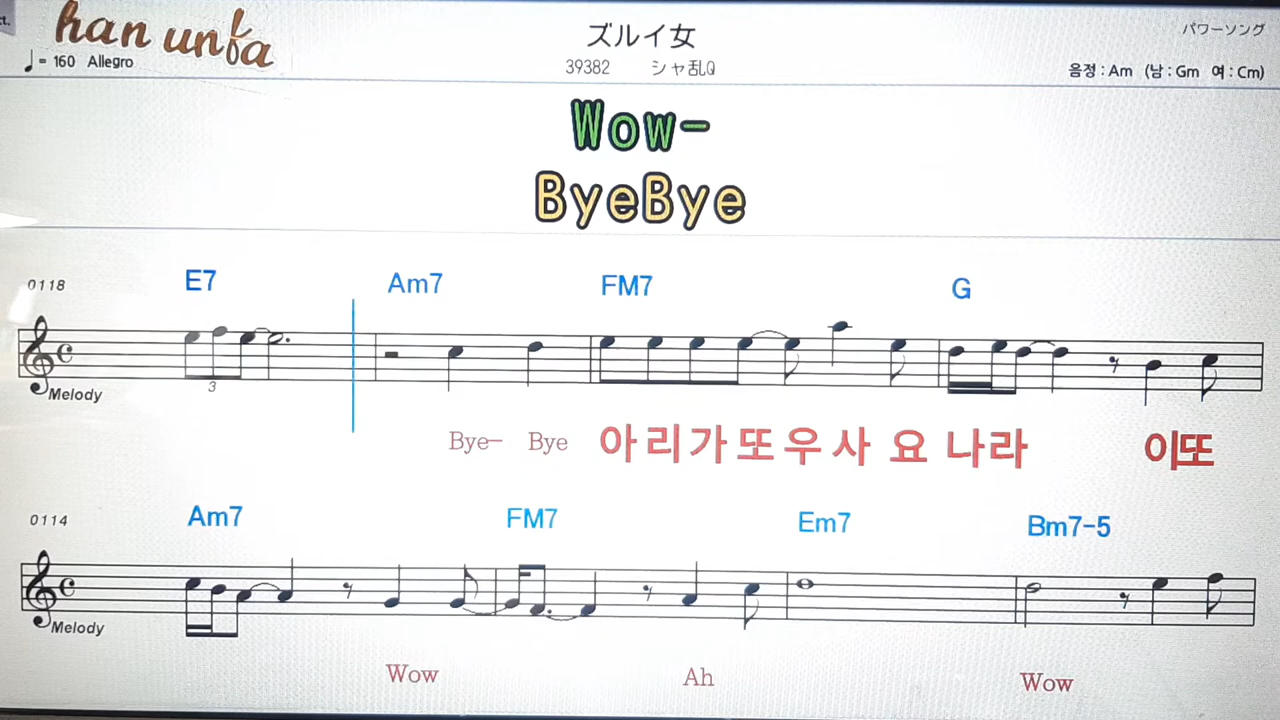 ct.
han unfa
♩= 160 Allegro
ズルイ女
39382 シャ乱Q
パワーソング
음정 : Am (남 : Gm 여 : Cm)
Wow-
ByeBye
0118 E7 Am7 FM7 G
3
Melody
Bye- Bye 아리가또우사요 나라 이또
0114 Am7 FM7 Em7 Bm7-5
Melody
Wow Ah Wow